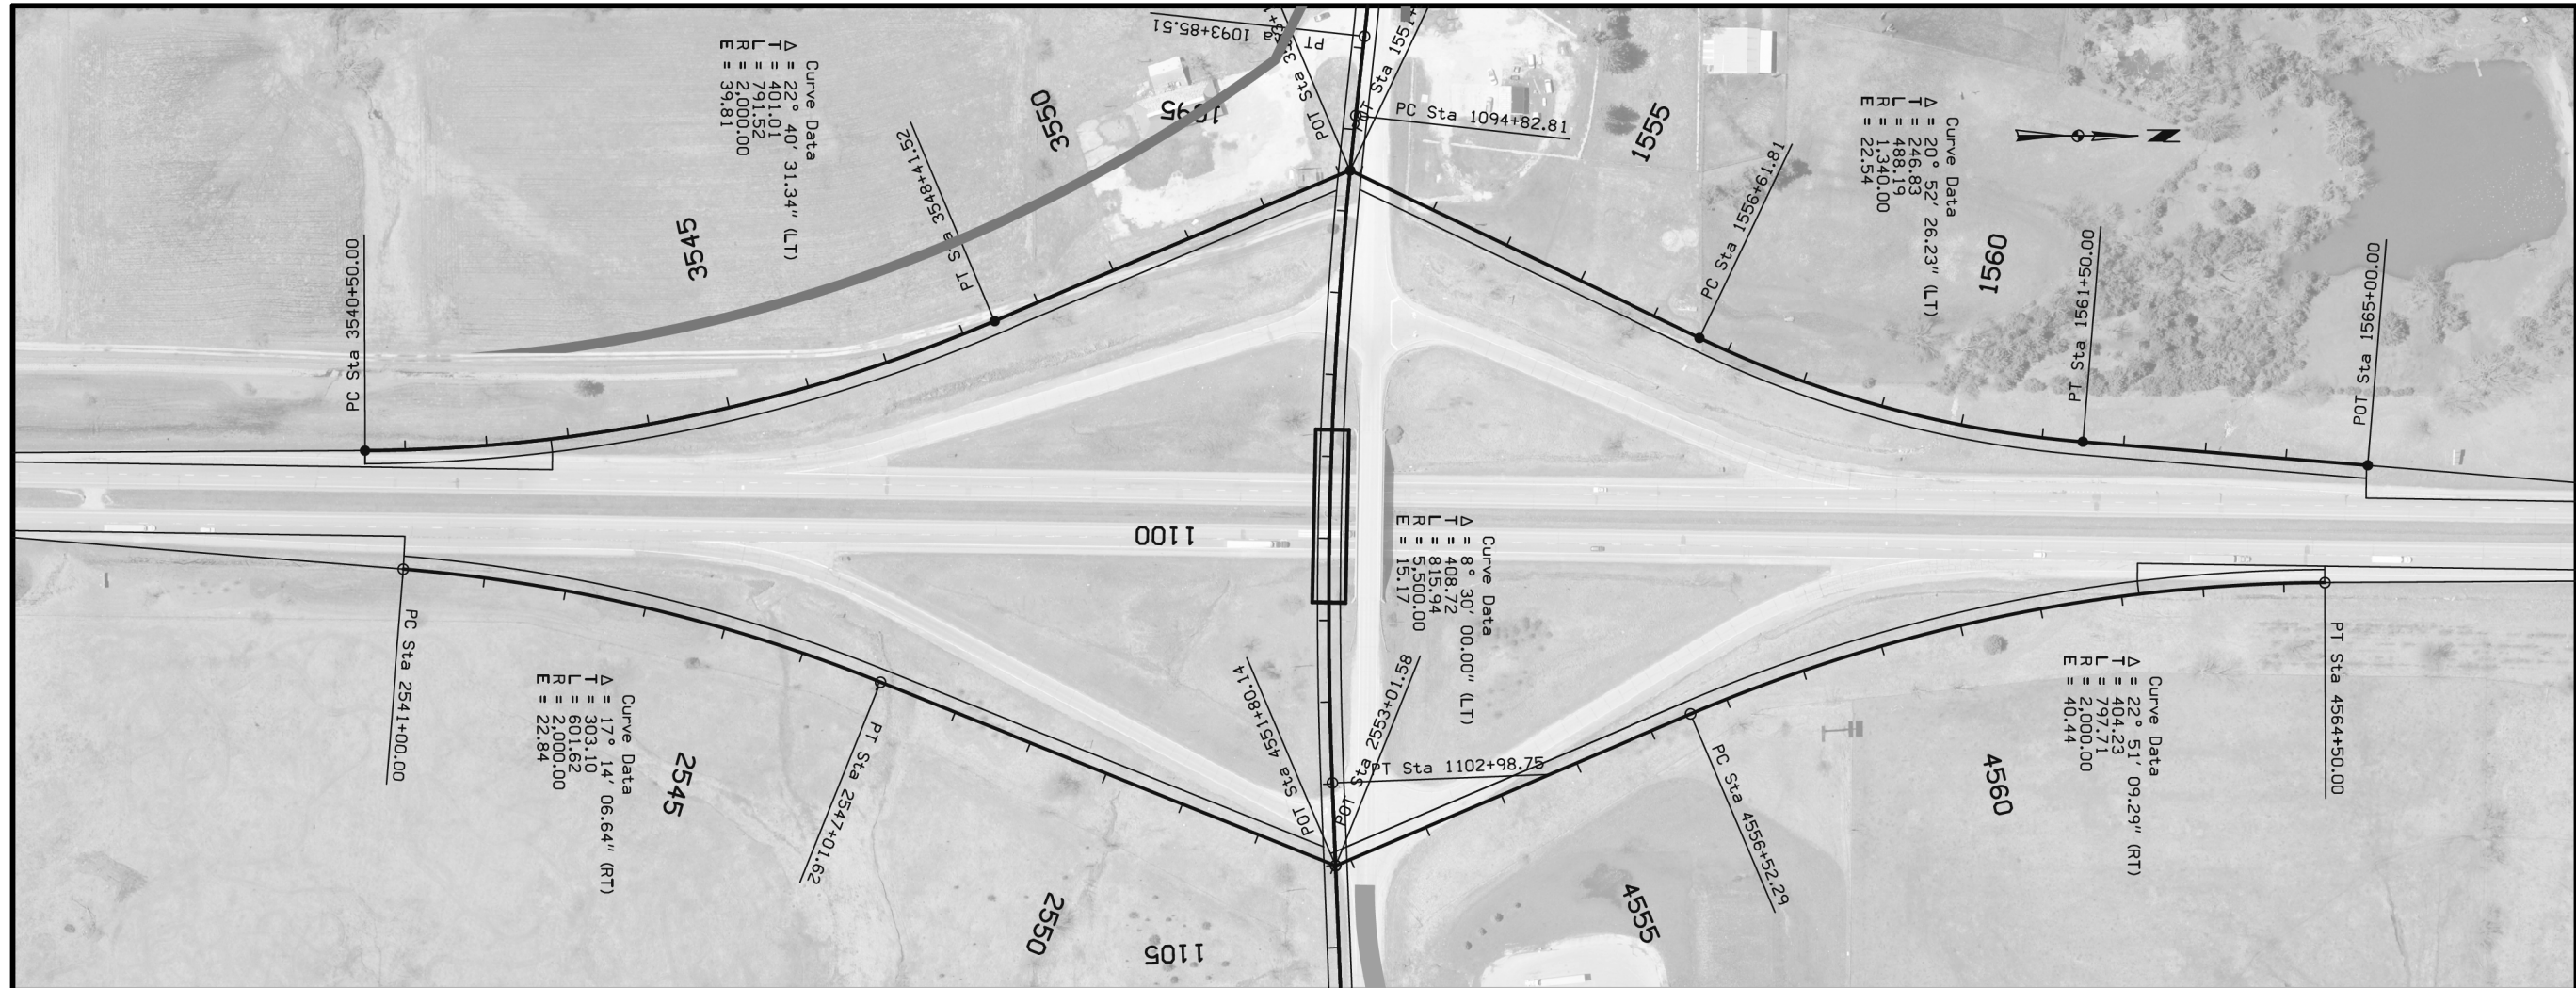 1093+85.51
PT
POT Sta
PC Sta 1094+82.81
1095
3550
1555
Curve Data
Δ = 22° 40' 31.34" (LT)
T = 401.01
L = 791.52
R = 2,000.00
E = 39.81
PT Sta 3548+41.52
3545
PC Sta 3540+50.00
PC Sta 1556+61.81
Curve Data
Δ = 20° 52' 26.23" (LT)
T = 246.83
L = 488.19
R = 1,340.00
E = 22.54
N
1560
PT Sta 1561+50.00
POT Sta 1565+00.00
1100
Curve Data
Δ = 8° 30' 00.00" (LT)
T = 408.72
L = 815.94
R = 5,500.00
E = 15.17
PC Sta 2541+00.00
Curve Data
Δ = 17° 14' 06.64" (RT)
T = 303.10
L = 601.62
R = 2,000.00
E = 22.84
2545
PT Sta 2547+01.62
POT Sta 4551+80.14
POT Sta 2553+01.58
PT Sta 1102+98.75
PC Sta 4556+52.29
4560
Curve Data
Δ = 22° 51' 09.29" (RT)
T = 404.23
L = 797.71
R = 2,000.00
E = 40.44
PT Sta 4564+50.00
2550
1105
4555